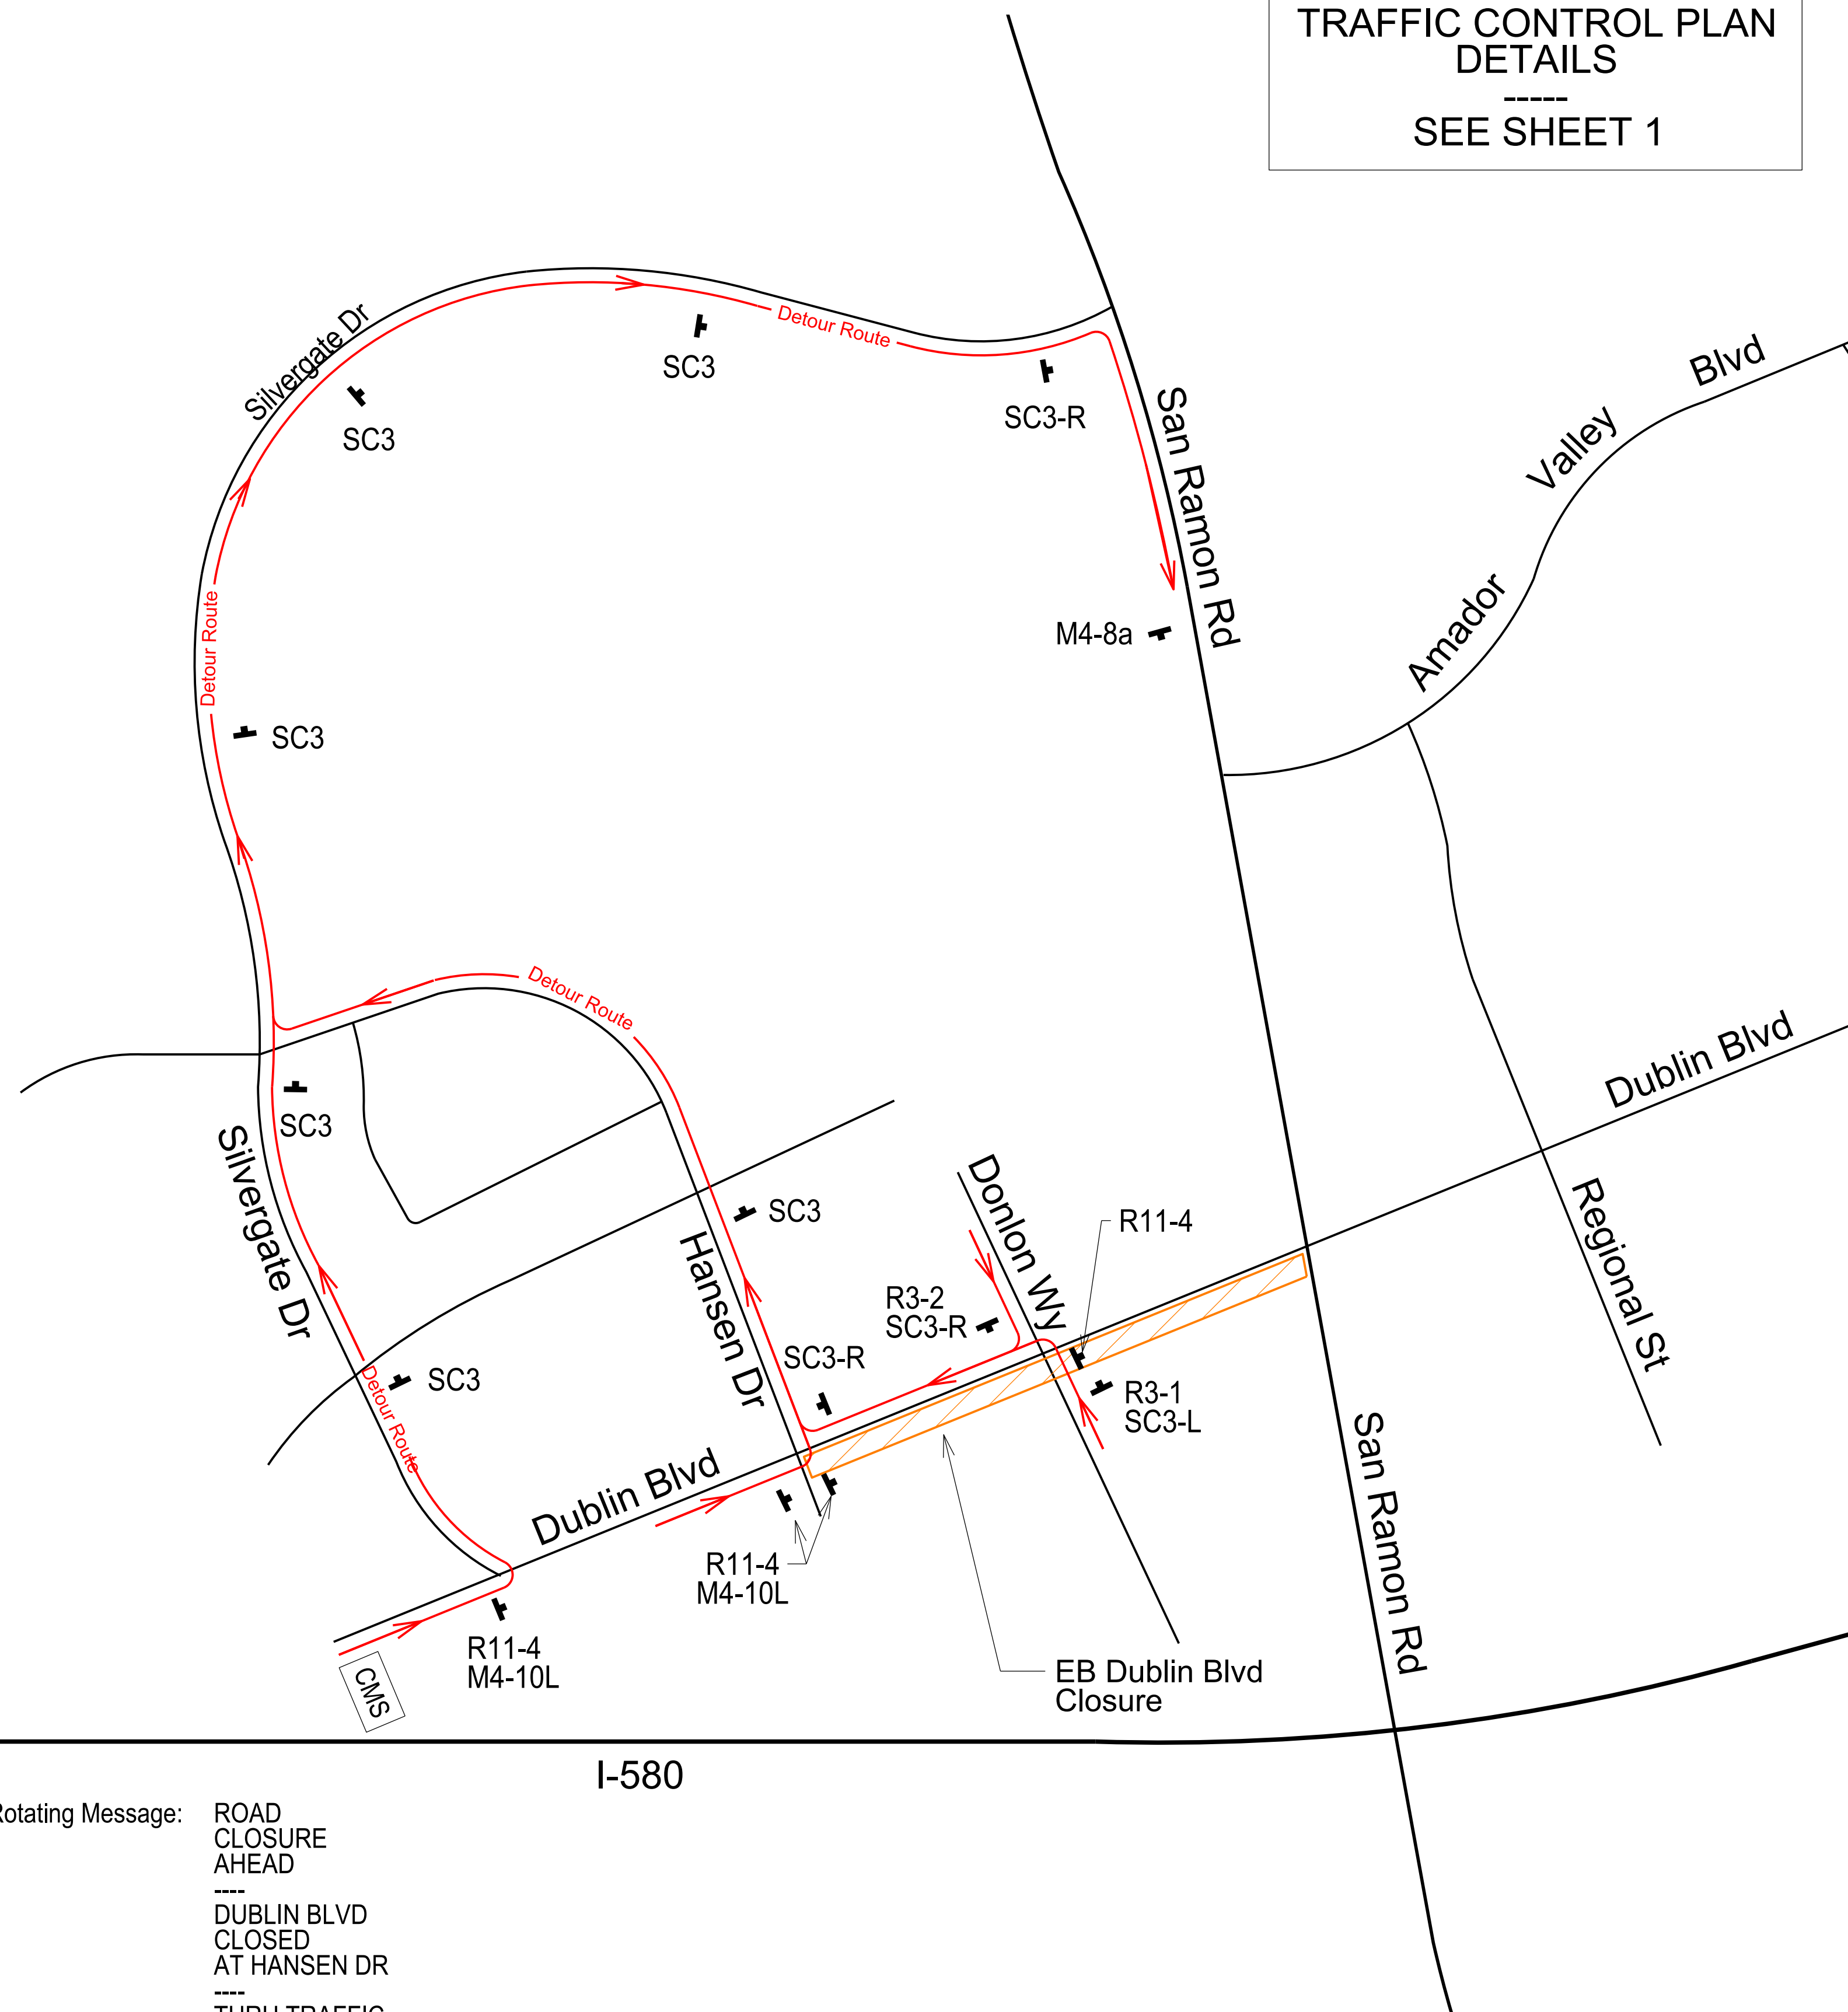 TRAFFIC CONTROL PLAN
DETAILS
-----
SEE SHEET 1
Silvergate Dr
Detour Route
SC3
SC3
SC3-R
San Ramon Rd
Blvd
Valley
Amador
M4-8a
Detour Route
SC3
Detour Route
Dublin Blvd
SC3
Silvergate Dr
SC3
Hansen Dr
Donlon Wy
R11-4
Regional St
R3-2
SC3-R
SC3-R
SC3
Detour Route
R3-1
SC3-L
San Ramon Rd
Dublin Blvd
R11-4
M4-10L
R11-4
M4-10L
CMS
EB Dublin Blvd
Closure
I-580
Rotating Message:
ROAD
CLOSURE
AHEAD
----
DUBLIN BLVD
CLOSED
AT HANSEN DR
----
THRU TRAFFIC